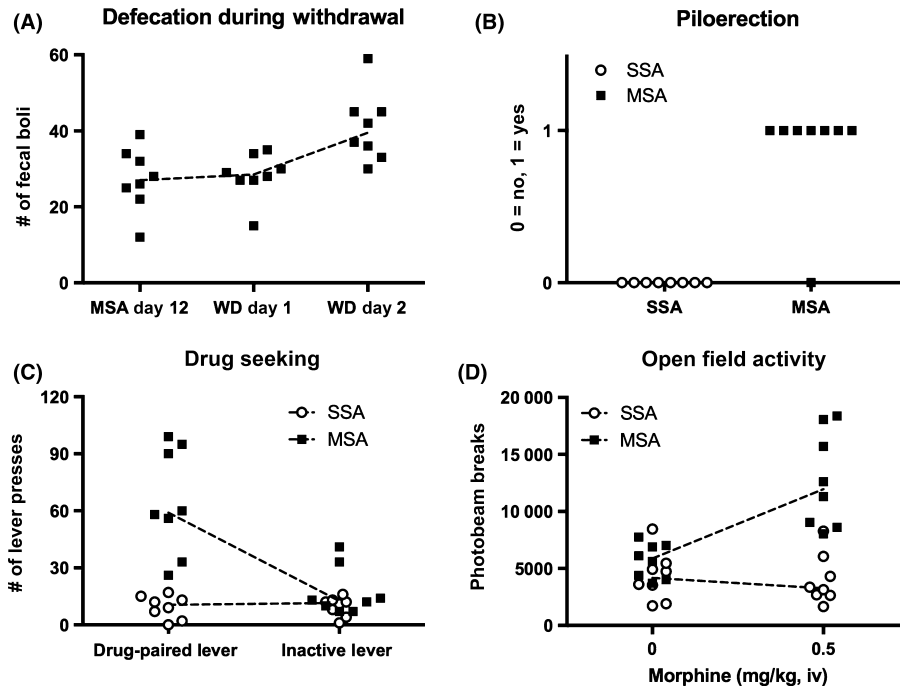 (A)
Defecation during withdrawal
# of fecal boli
60
40
20
0
MSA day 12
WD day 1
WD day 2
(B)
Piloerection
SSA
MSA
0 = no, 1 = yes
1
0
SSA
MSA
(C)
Drug seeking
SSA
MSA
# of lever presses
120
90
60
30
0
Drug-paired lever
Inactive lever
(D)
Open field activity
SSA
MSA
Photobeam breaks
20 000
15 000
10 000
5000
0
0
0.5
Morphine (mg/kg, iv)